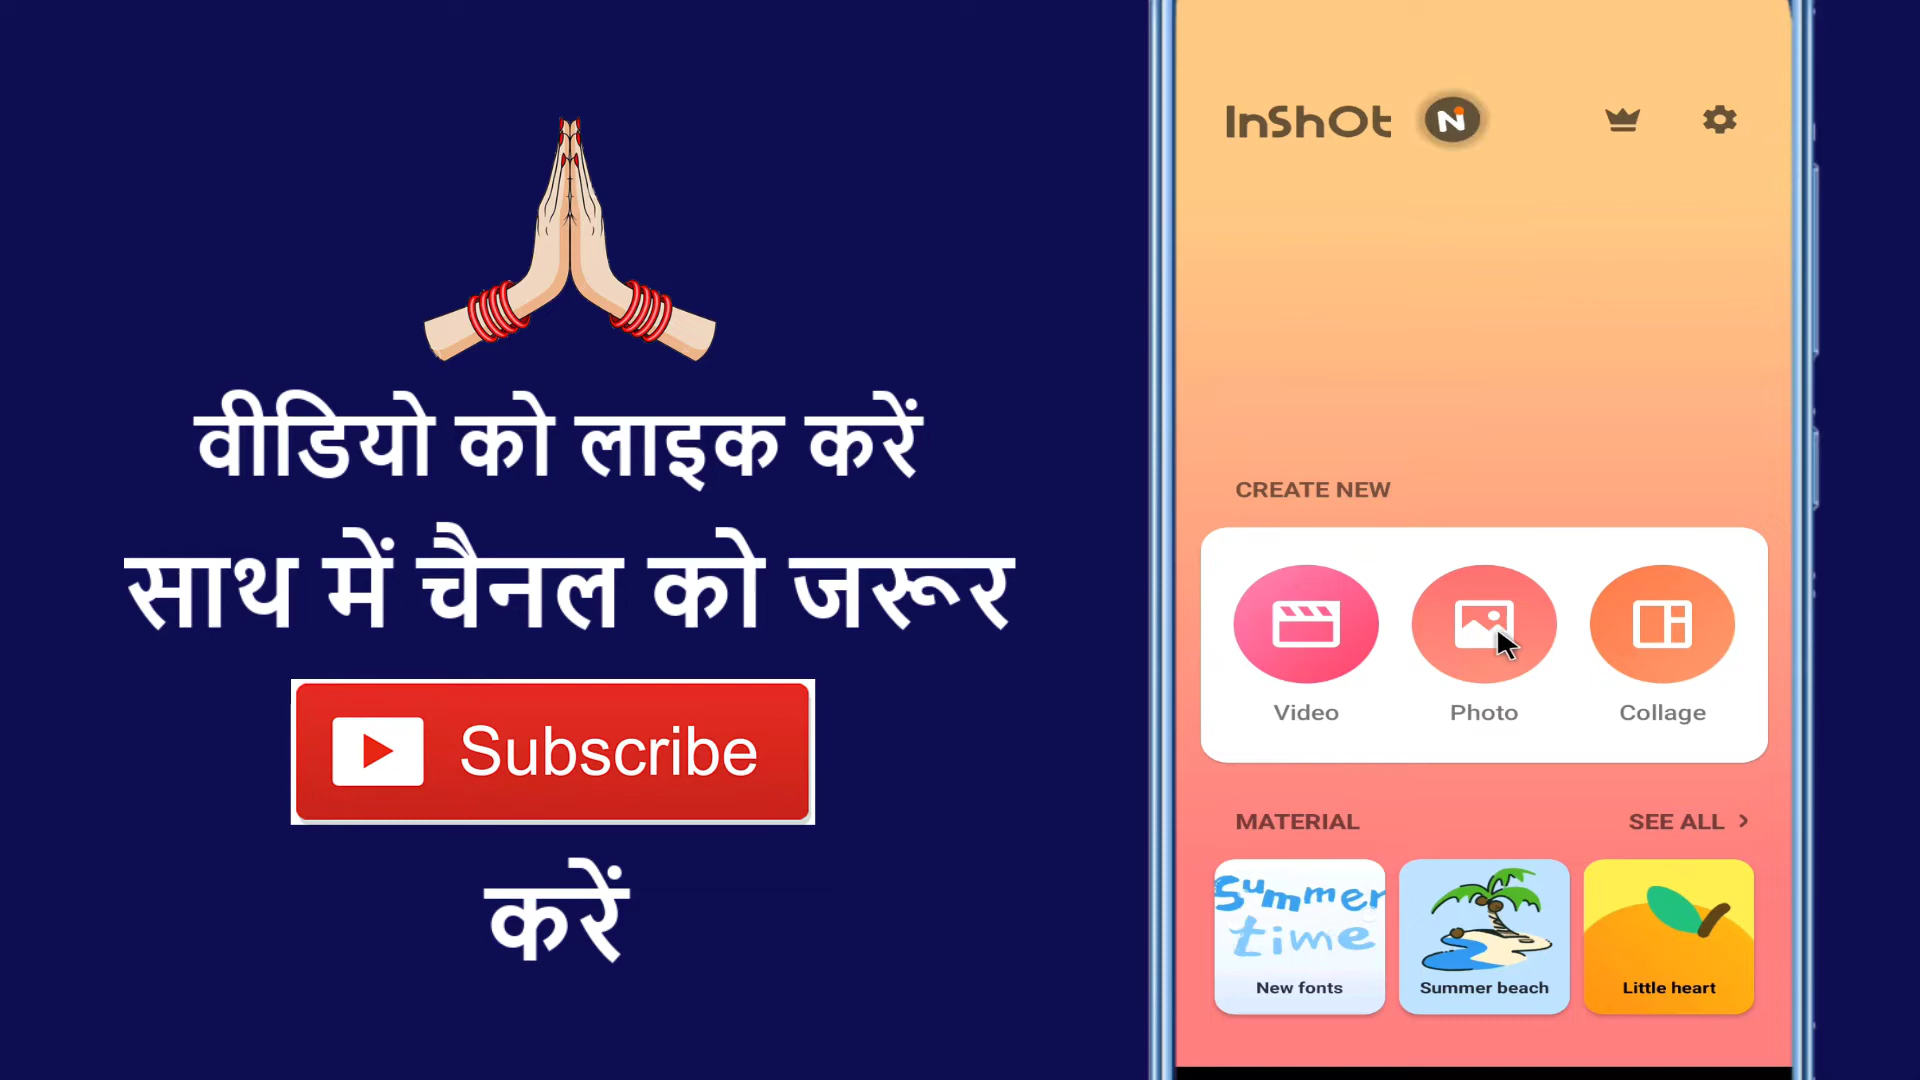 वीडियो को लाइक करें
साथ में चैनल को जरूर
Subscribe
करें
InShOt N
CREATE NEW
Video Photo Collage
MATERIAL SEE ALL >
Summer time
New fonts Summer beach Little heart